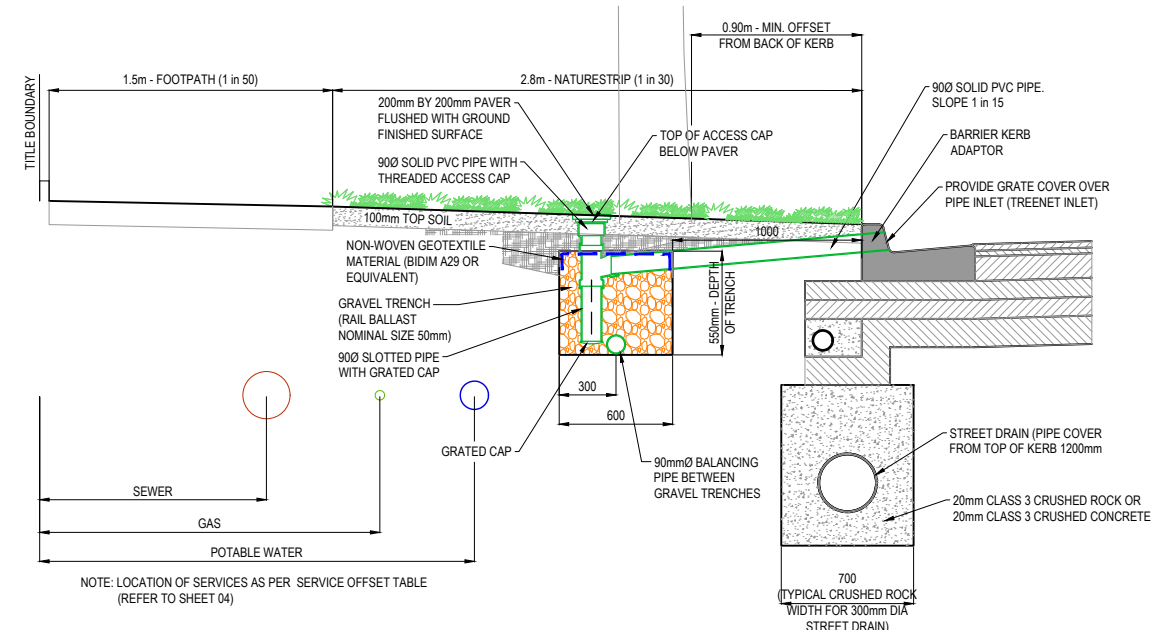 0.90m - MIN. OFFSET
FROM BACK OF KERB
1.5m - FOOTPATH (1 in 50)
2.8m - NATURESTRIP (1 in 30)
TITILE BOUNDARY
200mm BY 200mm PAVER
FLUSHED WITH GROUND
FINISHED SURFACE
TOP OF ACCESS CAP
BELOW PAVER
90Ø SOLID PVC PIPE.
SLOPE 1 in 15
BARRIER KERB
ADAPTOR
PROVIDE GRATE COVER OVER
PIPE INLET (TREENET INLET)
90Ø SOLID PVC PIPE WITH
THREADED ACCESS CAP
100mm TOP SOIL
1000
NON-WOVEN GEOTEXTILE
MATERIAL (BIDIM A29 OR
EQUIVALENT)
GRAVEL TRENCH
(RAIL BALLAST
NOMINAL SIZE 50mm)
550mm - DEPTH
OF TRENCH
90Ø SLOTTED PIPE
WITH GRATED CAP
300
600
GRATED CAP
90mmØ BALANCING
PIPE BETWEEN
GRAVEL TRENCHES
STREET DRAIN (PIPE COVER
FROM TOP OF KERB 1200mm
20mm CLASS 3 CRUSHED ROCK OR
20mm CLASS 3 CRUSHED CONCRETE
SEWER
GAS
POTABLE WATER
NOTE: LOCATION OF SERVICES AS PER SERVICE OFFSET TABLE
(REFER TO SHEET 04)
700
(TYPICAL CRUSHED ROCK
WIDTH FOR 300mm DIA
STREET DRAIN)